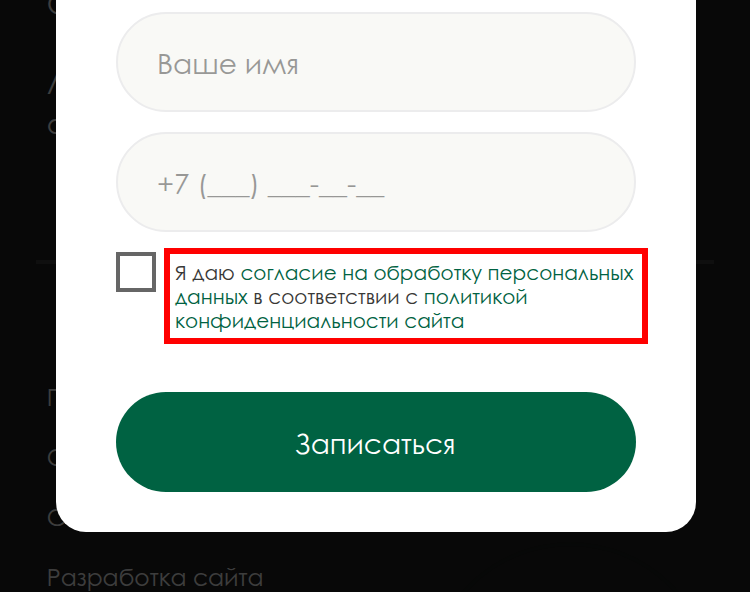 Ваше имя
+7 (___) ___-__-__
Я даю согласие на обработку персональных
данных в соответствии с политикой
конфиденциальности сайта
Записаться
Разработка сайта